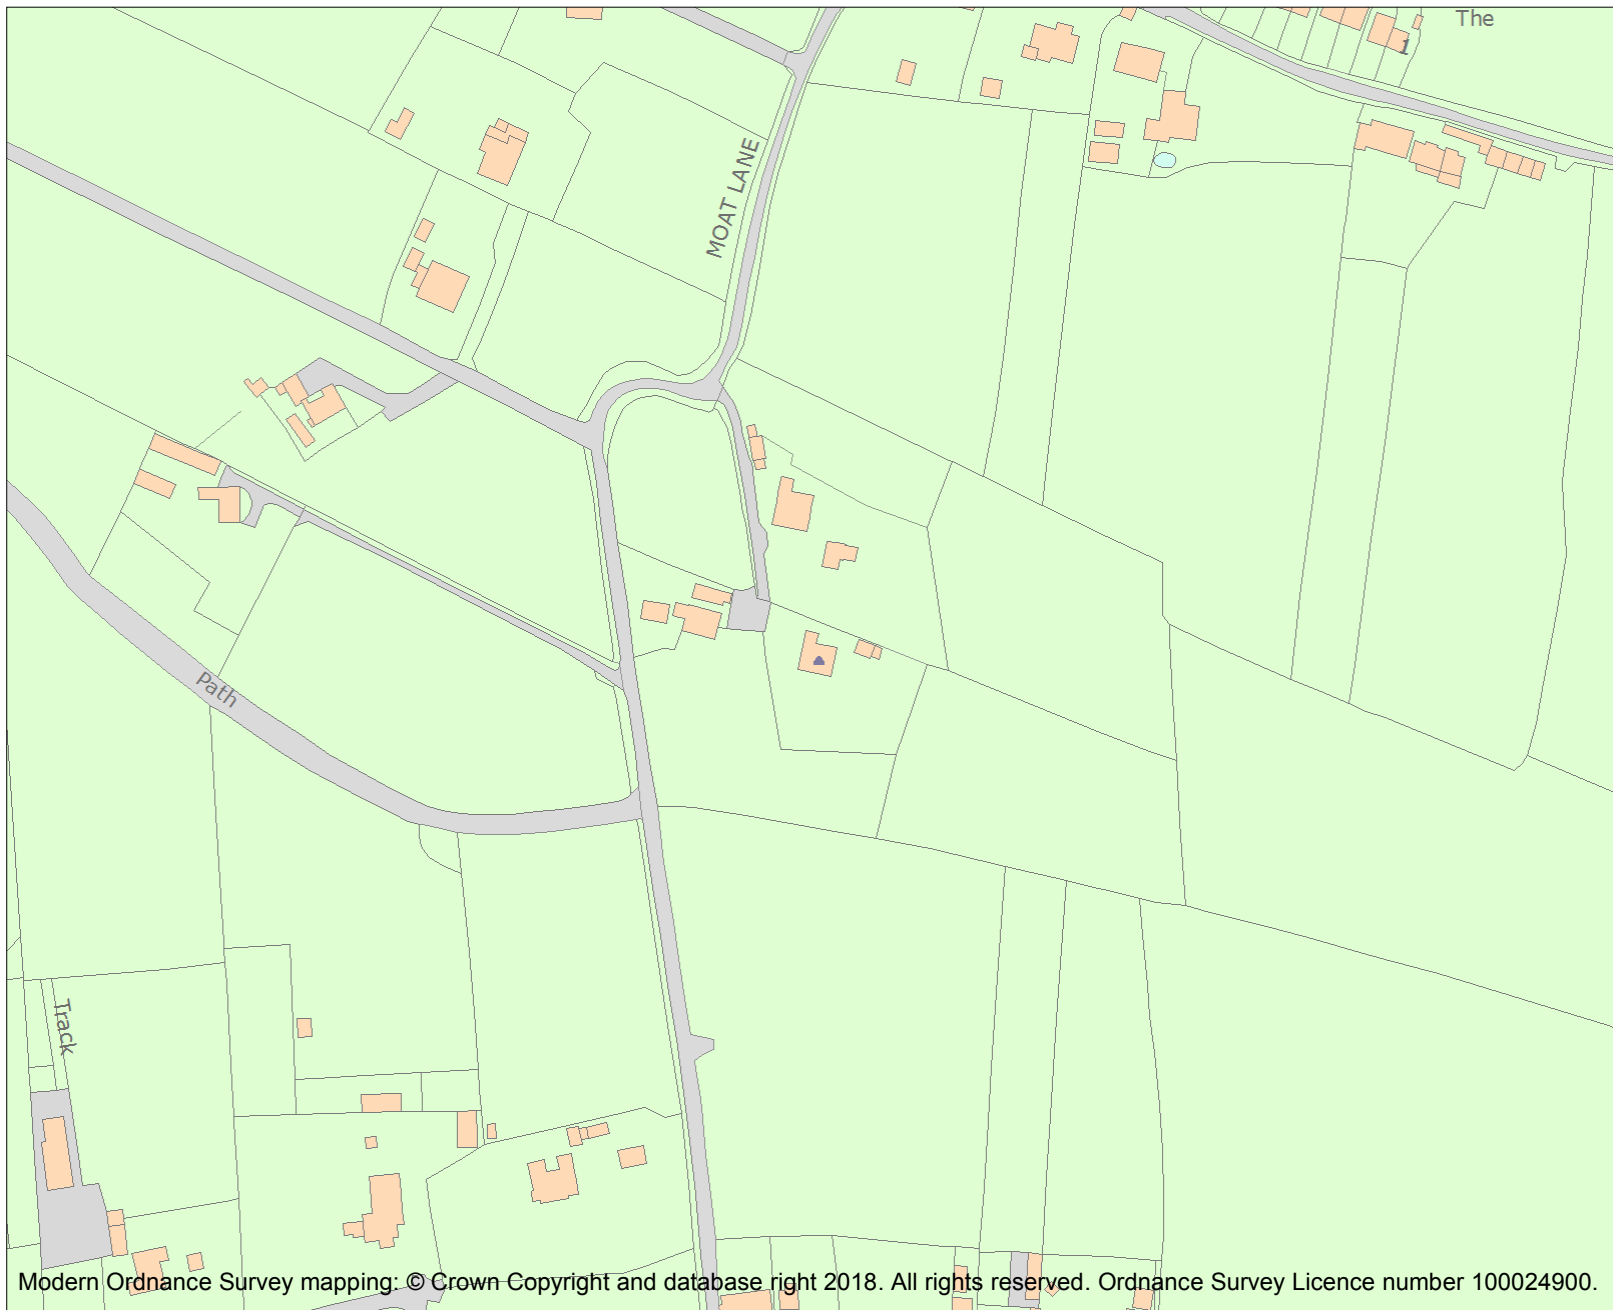 The
1
MOAT LANE
Path
Track
Modern Ordnance Survey mapping: © Crown Copyright and database right 2018. All rights reserved. Ordnance Survey Licence number 100024900.